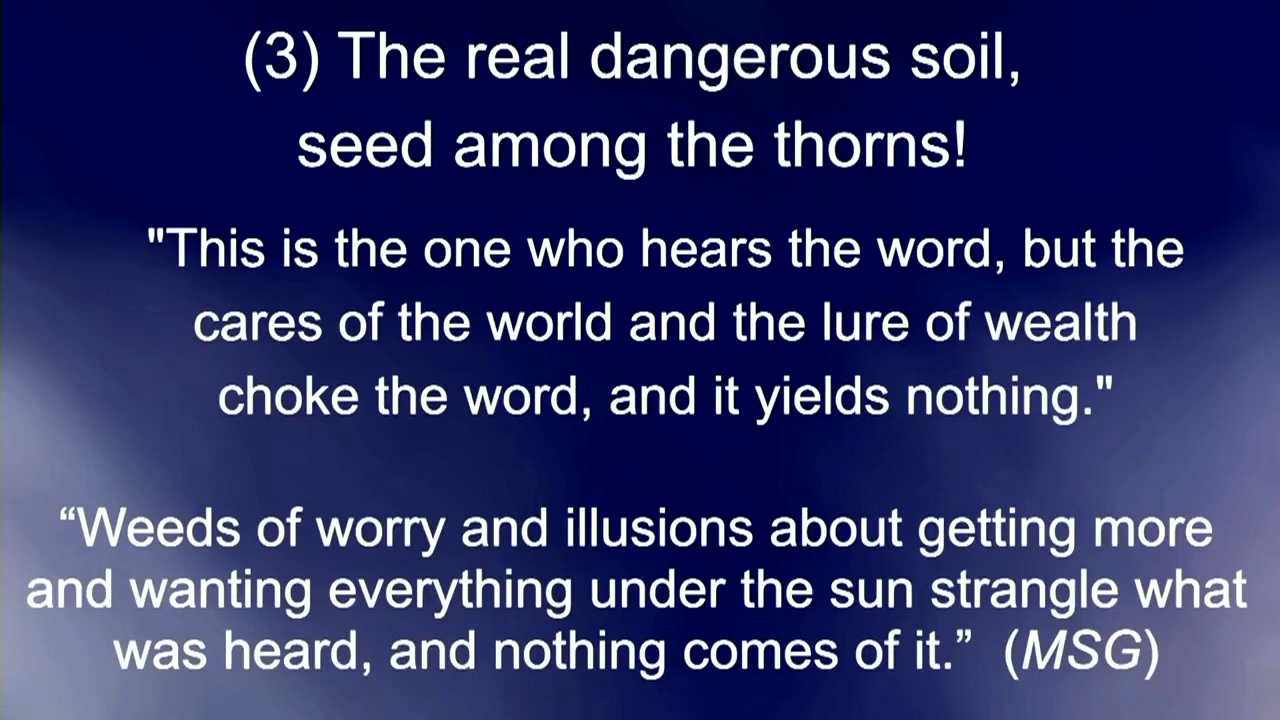 (3) The real dangerous soil,
seed among the thorns!
"This is the one who hears the word, but the
cares of the world and the lure of wealth
choke the word, and it yields nothing."
“Weeds of worry and illusions about getting more
and wanting everything under the sun strangle what
was heard, and nothing comes of it.” (MSG)